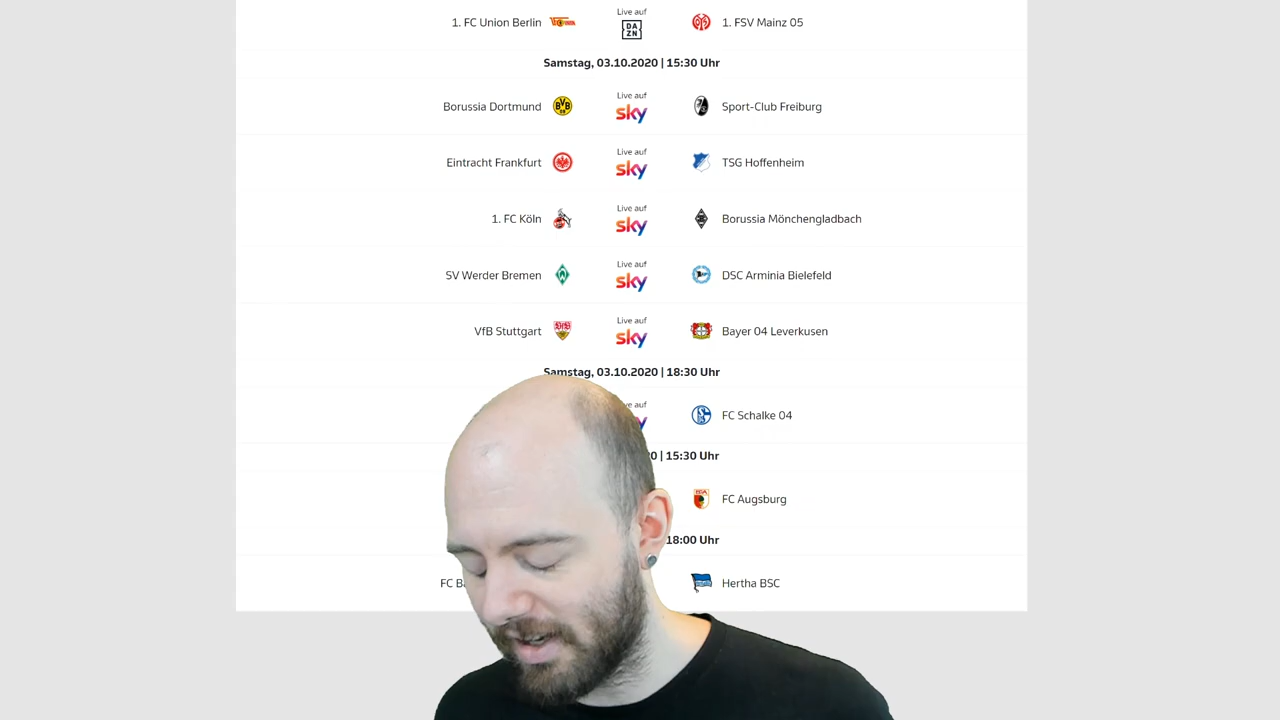 1. FC Union Berlin Live auf DAZN 1. FSV Mainz 05
Samstag, 03.10.2020 | 15:30 Uhr
Borussia Dortmund BVB 09 Live auf sky Sport-Club Freiburg
Eintracht Frankfurt Live auf sky TSG Hoffenheim
1. FC Köln Live auf sky Borussia Mönchengladbach
SV Werder Bremen Live auf sky DSC Arminia Bielefeld
VfB Stuttgart Live auf sky Bayer 04 Leverkusen
Samstag, 03.10.2020 | 18:30 Uhr
auf FC Schalke 04
| 15:30 Uhr
FC Augsburg
18:00 Uhr
FC Hertha BSC